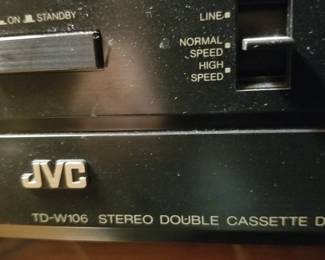 ON STANDBY
LINE
NORMAL
SPEED
HIGH
SPEED
JVC
TD-W106 STEREO DOUBLE CASSETTE D